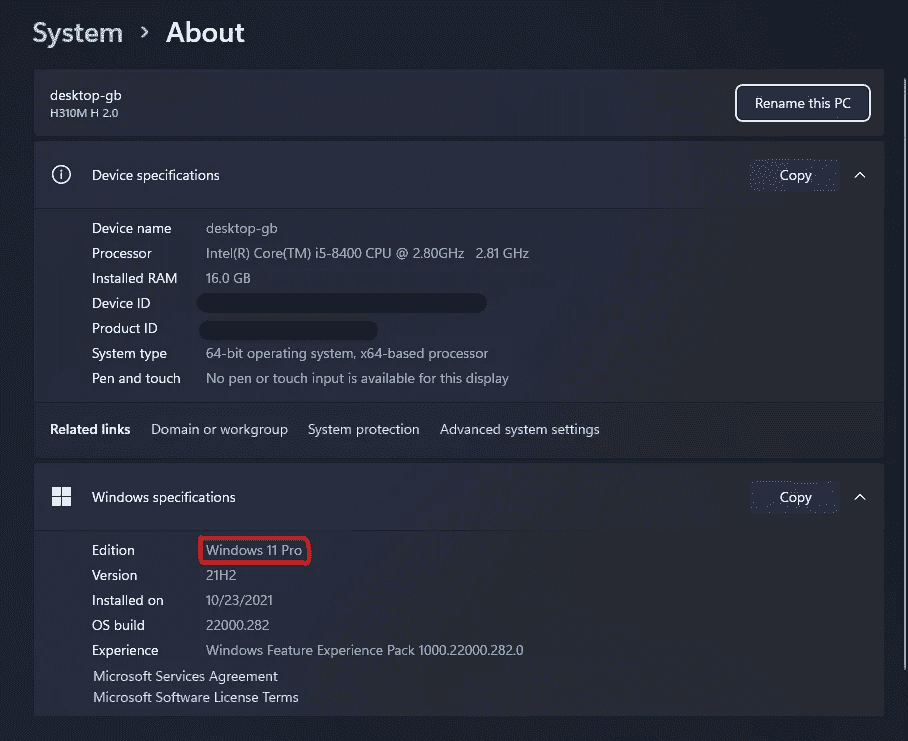 System > About
desktop-gb
H310M H 2.0
Rename this PC
Device specifications
Copy
Device name desktop-gb
Processor Intel(R) Core(TM) i5-8400 CPU @ 2.80GHz 2.81 GHz
Installed RAM 16.0 GB
Device ID
Product ID
System type 64-bit operating system, x64-based processor
Pen and touch No pen or touch input is available for this display
Related links Domain or workgroup System protection Advanced system settings
Windows specifications
Copy
Edition Windows 11 Pro
Version 21H2
Installed on 10/23/2021
OS build 22000.282
Experience Windows Feature Experience Pack 1000.22000.282.0
Microsoft Services Agreement
Microsoft Software License Terms